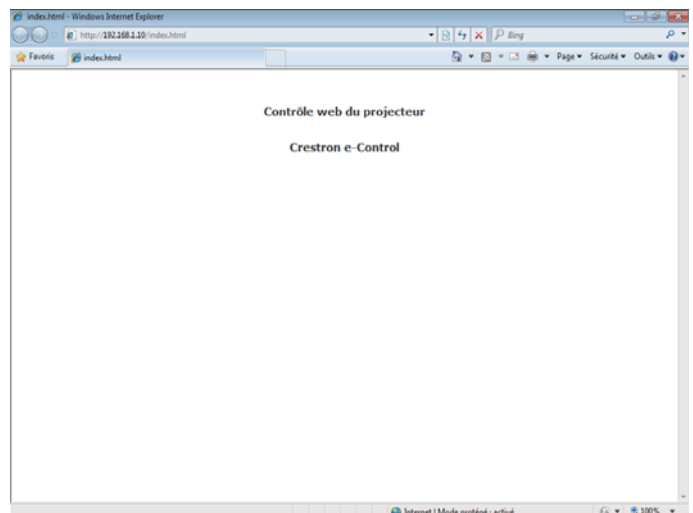 index.html - Windows Internet Explorer
http://192.168.1.10/index.html
Bing
Favoris
index.html
Page
Sécurité
Outils
Contrôle web du projecteur
Crestron e-Control
Internet | Mode protégé : activé
100%